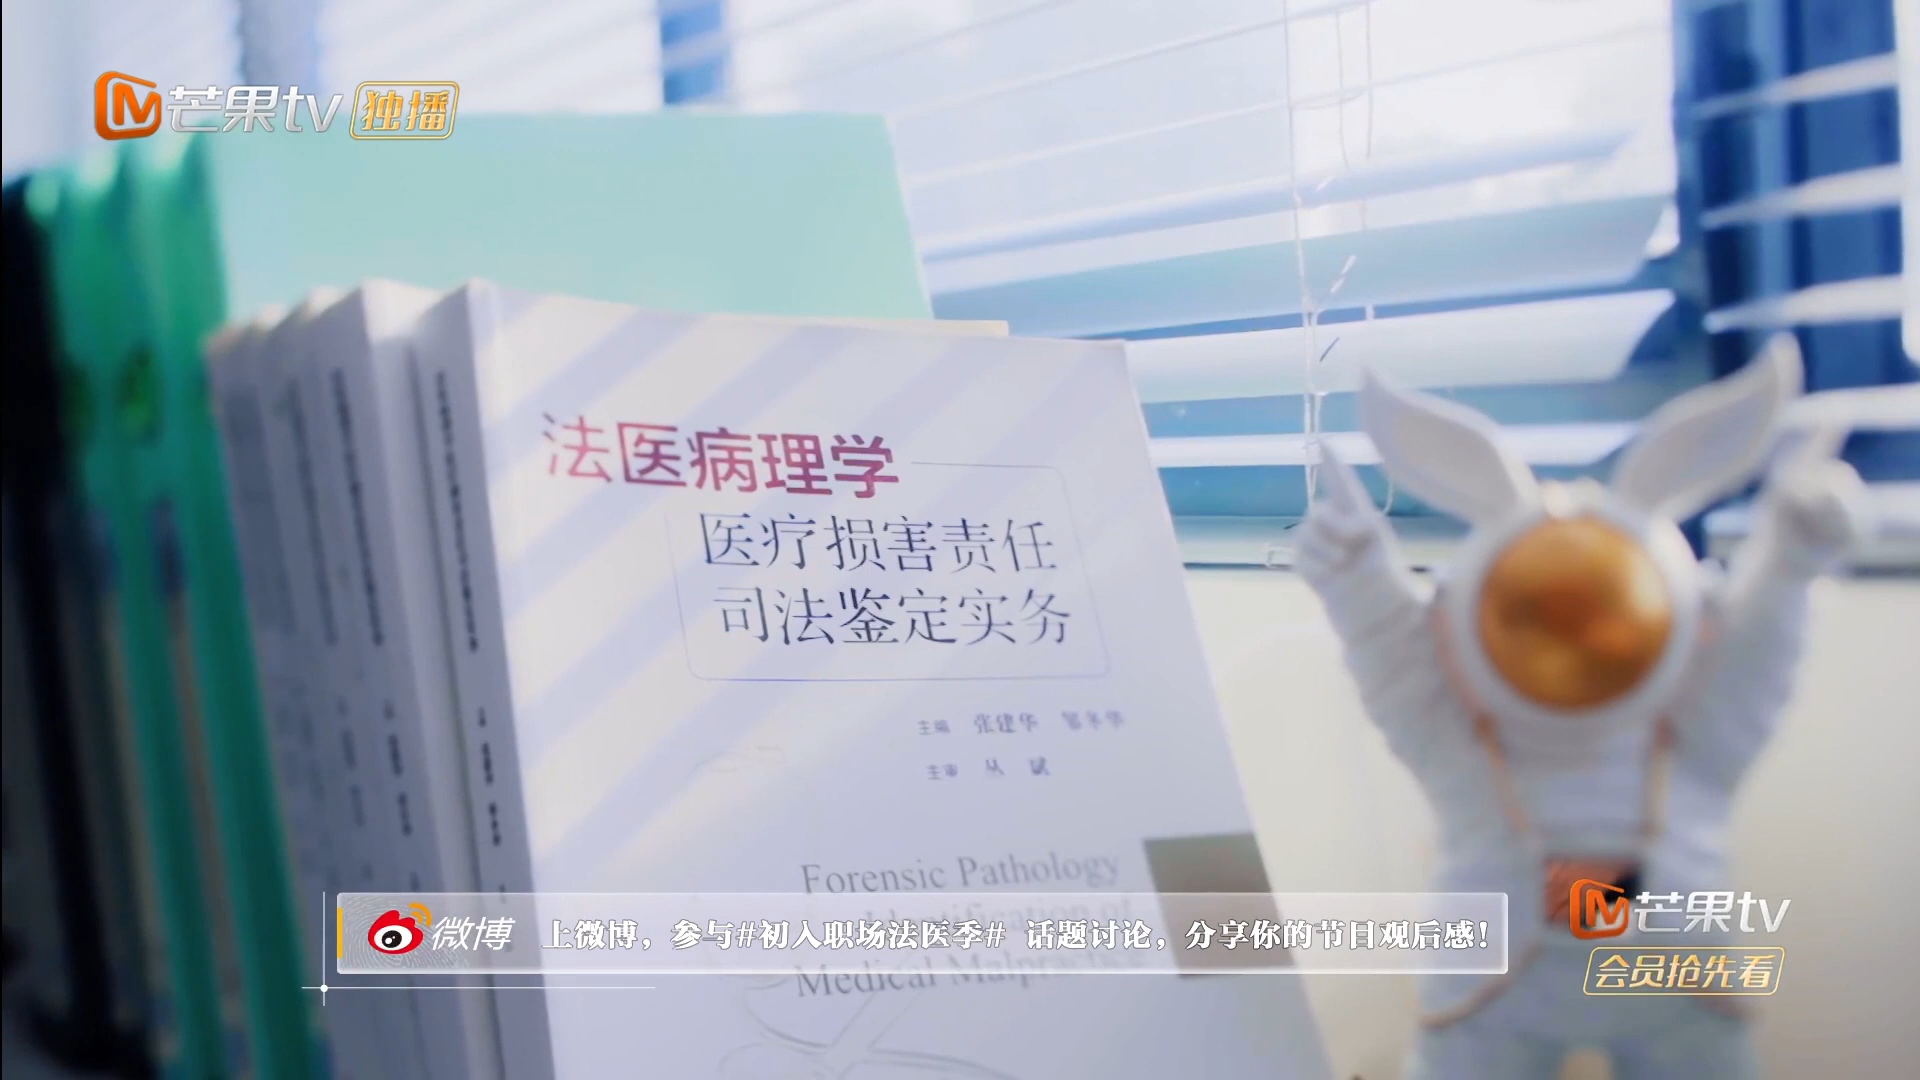 芒果tv 独播
法医病理学
医疗损害责任
司法鉴定实务
主编 张建华
主审 丛 斌
Forensic Pathology
Identification of
Medical Malpractice
微博 上微博，参与#初入职场法医季# 话题讨论，分享你的节目观后感！
芒果tv
会员抢先看